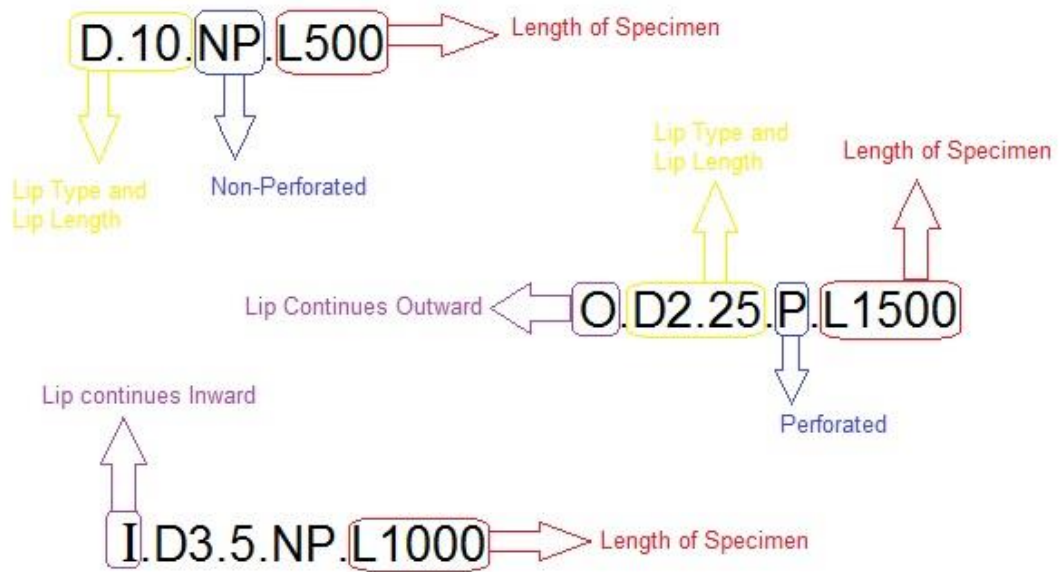 D.10.NP.L500
Length of Specimen
Lip Type and
Lip Length
Non-Perforated
Lip Type and
Lip Length
Length of Specimen
Lip Continues Outward
O.D2.25.P.L1500
Perforated
Lip continues Inward
I.D3.5.NP.L1000
Length of Specimen